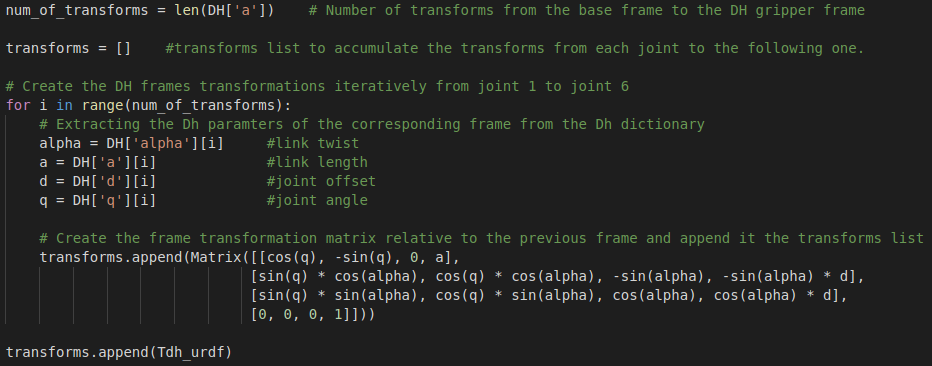 num_of_transforms = len(DH['a'])    # Number of transforms from the base frame to the DH gripper frame
transforms = []    #transforms list to accumulate the transforms from each joint to the following one.
# Create the DH frames transformations iteratively from joint 1 to joint 6
for i in range(num_of_transforms):
    # Extracting the Dh paramters of the corresponding frame from the Dh dictionary
    alpha = DH['alpha'][i]     #link twist
    a = DH['a'][i]             #link length
    d = DH['d'][i]             #joint offset
    q = DH['q'][i]             #joint angle
    # Create the frame transformation matrix relative to the previous frame and append it the transforms list
    transforms.append(Matrix([[cos(q), -sin(q), 0, a],
                             [sin(q) * cos(alpha), cos(q) * cos(alpha), -sin(alpha), -sin(alpha) * d],
                             [sin(q) * sin(alpha), cos(q) * sin(alpha), cos(alpha), cos(alpha) * d],
                             [0, 0, 0, 1]]))
transforms.append(Tdh_urdf)